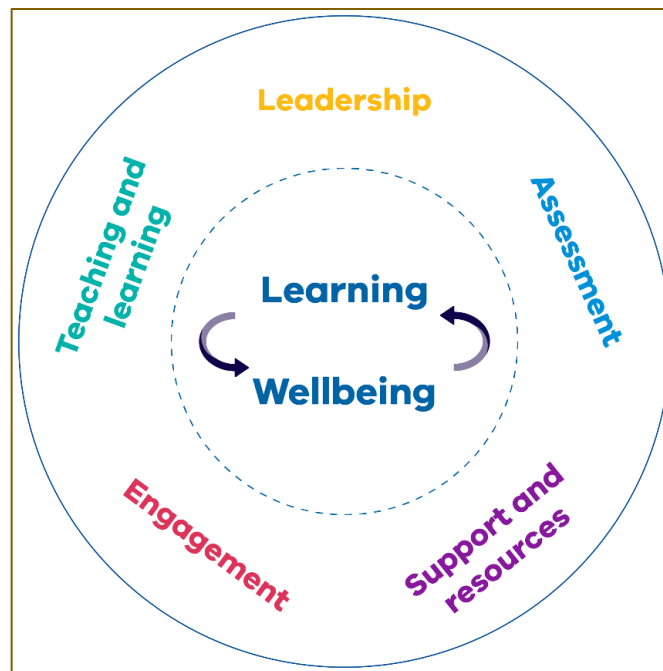 Leadership
Teaching and
learning
Assessment
Learning
Wellbeing
Engagement
Support and
resources